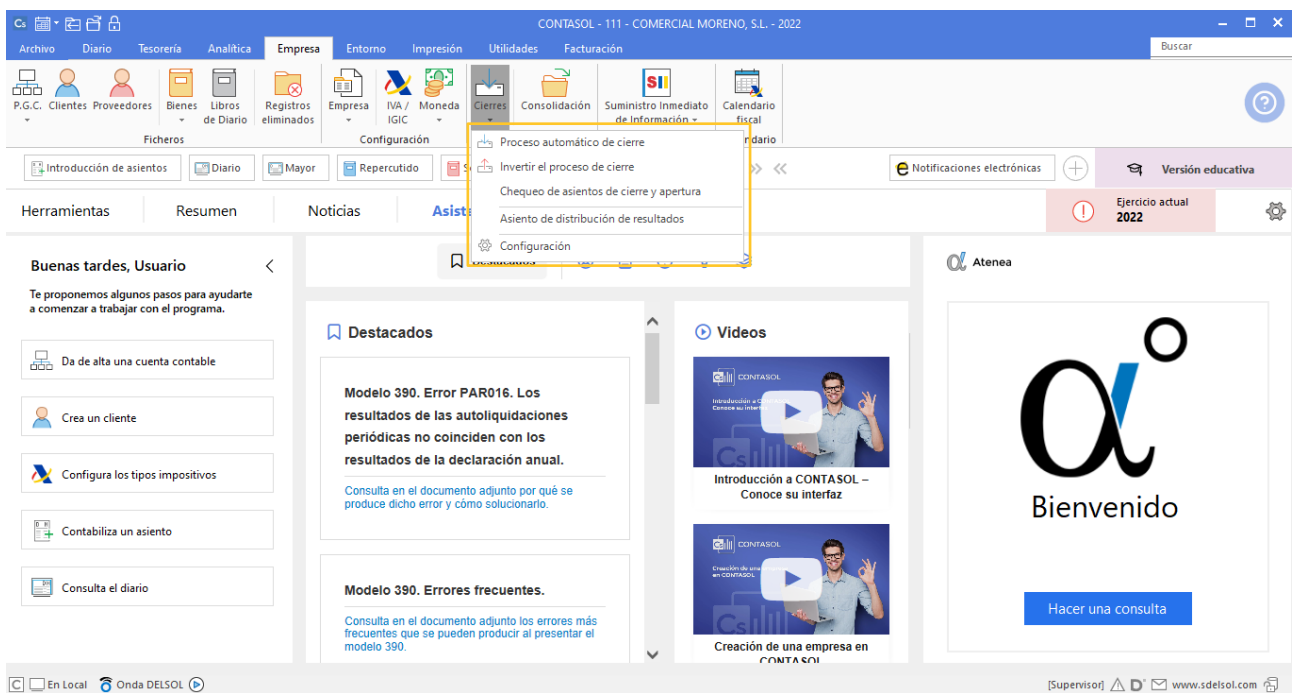 Cs
CONTASOL - 111 - COMERCIAL MORENO, S.L. - 2022
Archivo Diario Tesorería Analítica Empresa Entorno Impresión Utilidades Facturación
Buscar
P.G.C. Clientes Proveedores Bienes Libros de Diario Registros eliminados Empresa IVA / IGIC Moneda Cierres Consolidación Suministro Inmediato de Información Calendario fiscal
Ficheros Configuración ndario
Proceso automático de cierre
Invertir el proceso de cierre
Chequeo de asientos de cierre y apertura
Asiento de distribución de resultados
Configuración
Introducción de asientos Diario Mayor Repercutido Notificaciones electrónicas Versión educativa
Herramientas Resumen Noticias Asist
Ejercicio actual
2022
Buenas tardes, Usuario
Te proponemos algunos pasos para ayudarte
a comenzar a trabajar con el programa.
Da de alta una cuenta contable
Crea un cliente
Configura los tipos impositivos
Contabiliza un asiento
Consulta el diario
Destacados
Modelo 390. Error PAR016. Los
resultados de las autoliquidaciones
periódicas no coinciden con los
resultados de la declaración anual.
Consulta en el documento adjunto por qué se
produce dicho error y cómo solucionarlo.
Modelo 390. Errores frecuentes.
Consulta en el documento adjunto los errores más
frecuentes que se pueden producir al presentar el
modelo 390.
Videos
CONTASOL
Introducción a CONTASOL –
Conoce su interfaz
CONTASOL
Creación de una empresa en
CONTASOL
Atenea
Bienvenido
Hacer una consulta
En Local Onda DELSOL
[Supervisor] www.sdelsol.com